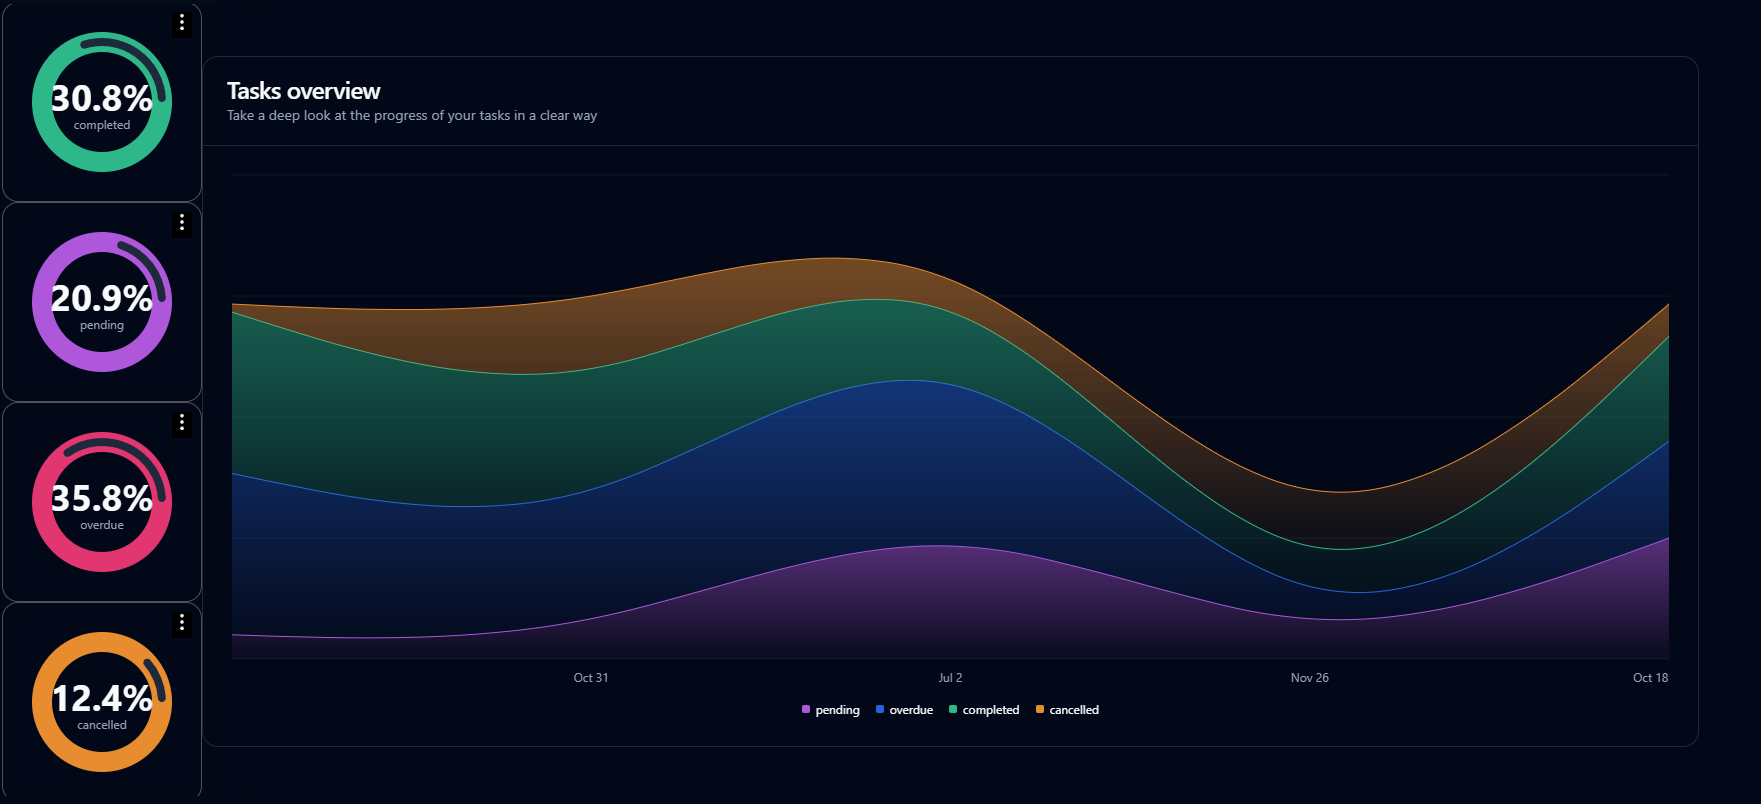 30.8%
completed
20.9%
pending
35.8%
overdue
12.4%
cancelled
Tasks overview
Take a deep look at the progress of your tasks in a clear way
Oct 31
Jul 2
Nov 26
Oct 18
pending
overdue
completed
cancelled